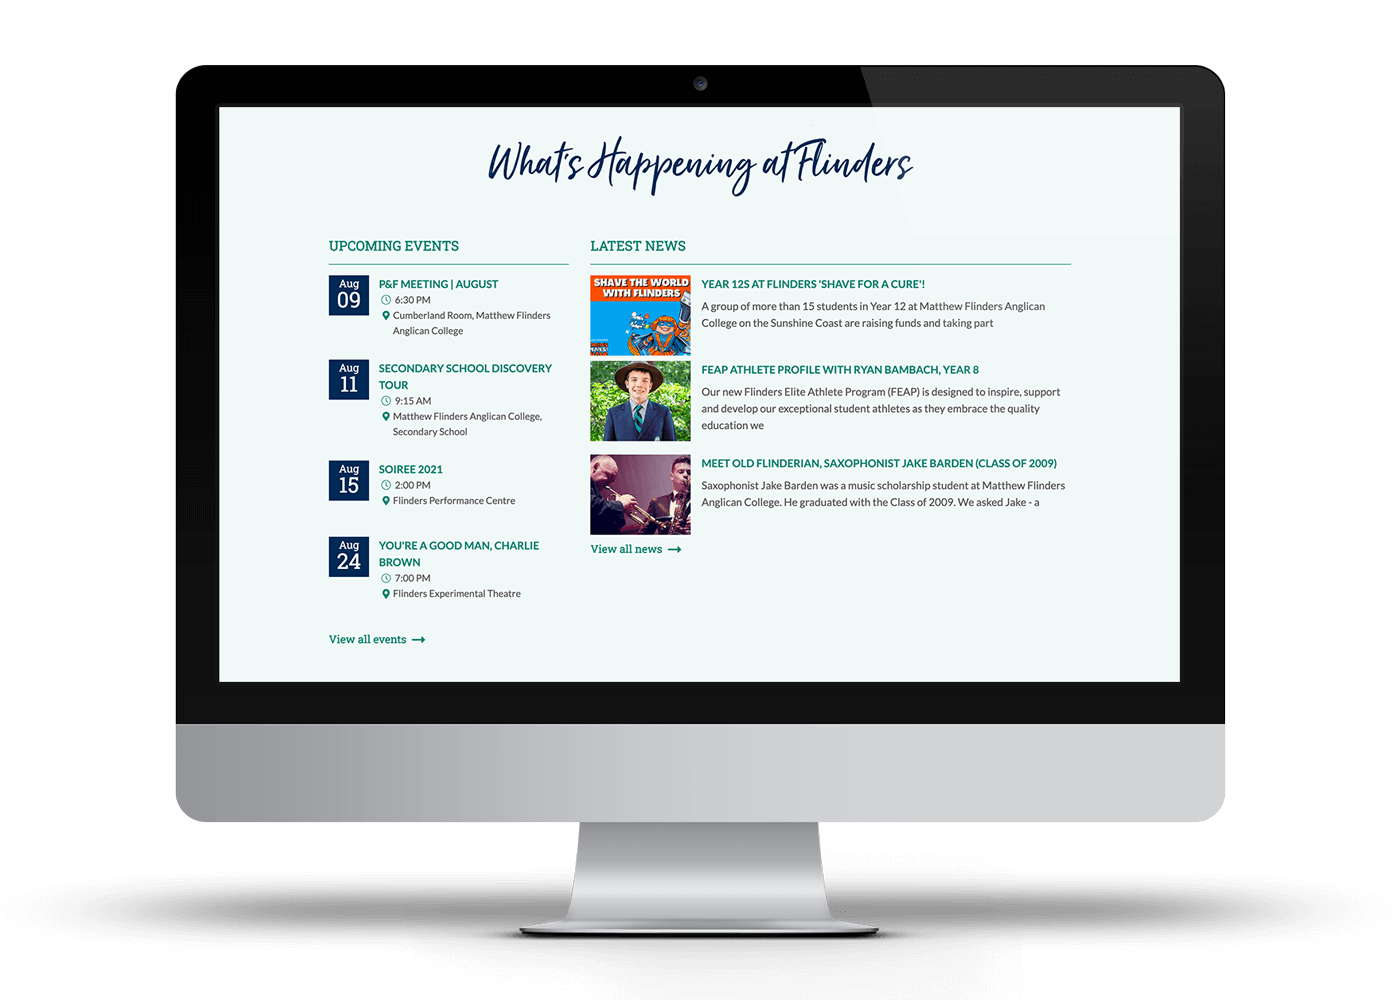 What's Happening at Flinders
UPCOMING EVENTS
Aug
09
P&F MEETING | AUGUST
6:30 PM
Cumberland Room, Matthew Flinders
Anglican College
Aug
11
SECONDARY SCHOOL DISCOVERY
TOUR
9:15 AM
Matthew Flinders Anglican College,
Secondary School
Aug
15
SOIREE 2021
2:00 PM
Flinders Performance Centre
Aug
24
YOU'RE A GOOD MAN, CHARLIE
BROWN
7:00 PM
Flinders Experimental Theatre
View all events
LATEST NEWS
SHAVE THE WORLD
WITH FLINDERS
YEAR 12S AT FLINDERS 'SHAVE FOR A CURE'!
A group of more than 15 students in Year 12 at Matthew Flinders Anglican
College on the Sunshine Coast are raising funds and taking part
FEAP ATHLETE PROFILE WITH RYAN BAMBACH, YEAR 8
Our new Flinders Elite Athlete Program (FEAP) is designed to inspire, support
and develop our exceptional student athletes as they embrace the quality
education we
MEET OLD FLINDERIAN, SAXOPHONIST JAKE BARDEN (CLASS OF 2009)
Saxophonist Jake Barden was a music scholarship student at Matthew Flinders
Anglican College. He graduated with the Class of 2009. We asked Jake - a
View all news